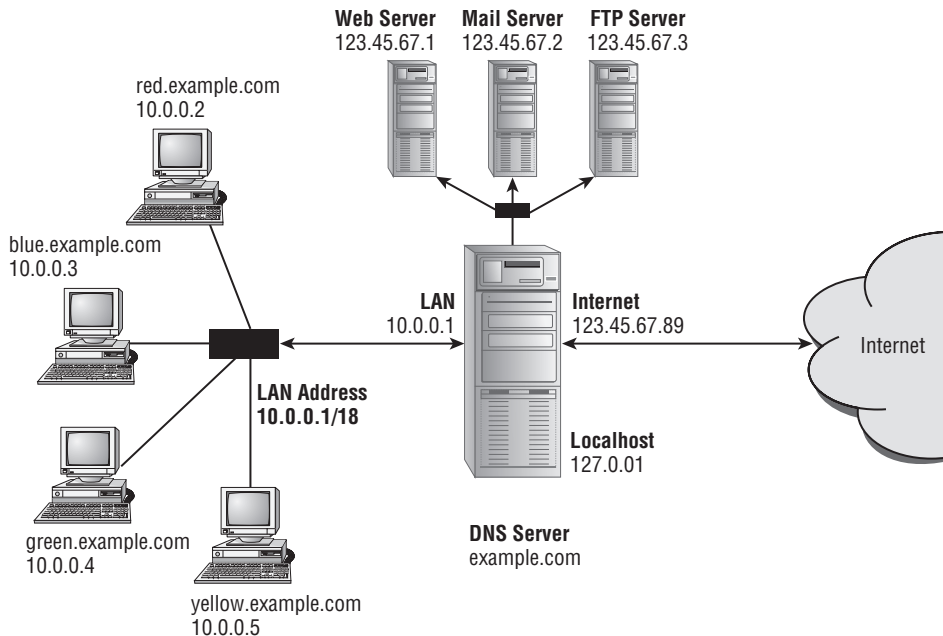 Web Server
123.45.67.1
Mail Server
123.45.67.2
FTP Server
123.45.67.3
red.example.com
10.0.0.2
blue.example.com
10.0.0.3
LAN
10.0.0.1
Internet
123.45.67.89
Internet
LAN Address
10.0.0.1/18
Localhost
127.0.01
green.example.com
10.0.0.4
DNS Server
example.com
yellow.example.com
10.0.0.5